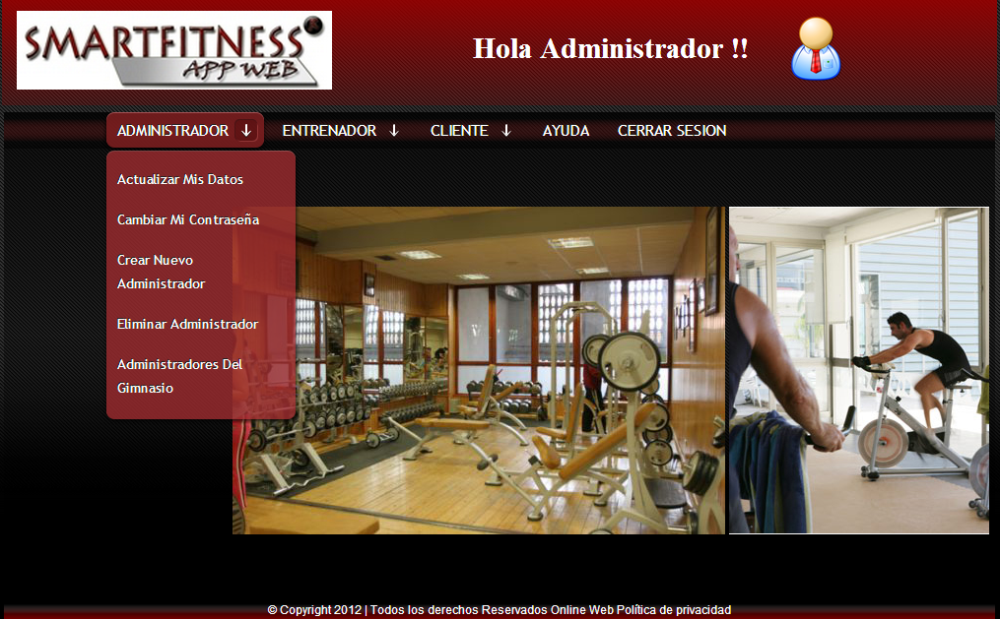 SMARTFITNESS
APP WEB
Hola Administrador !!
ADMINISTRADOR ↓ ENTRENADOR ↓ CLIENTE ↓ AYUDA CERRAR SESION
Actualizar Mis Datos
Cambiar Mi Contraseña
Crear Nuevo
Administrador
Eliminar Administrador
Administradores Del
Gimnasio
© Copyright 2012 | Todos los derechos Reservados Online Web Política de privacidad